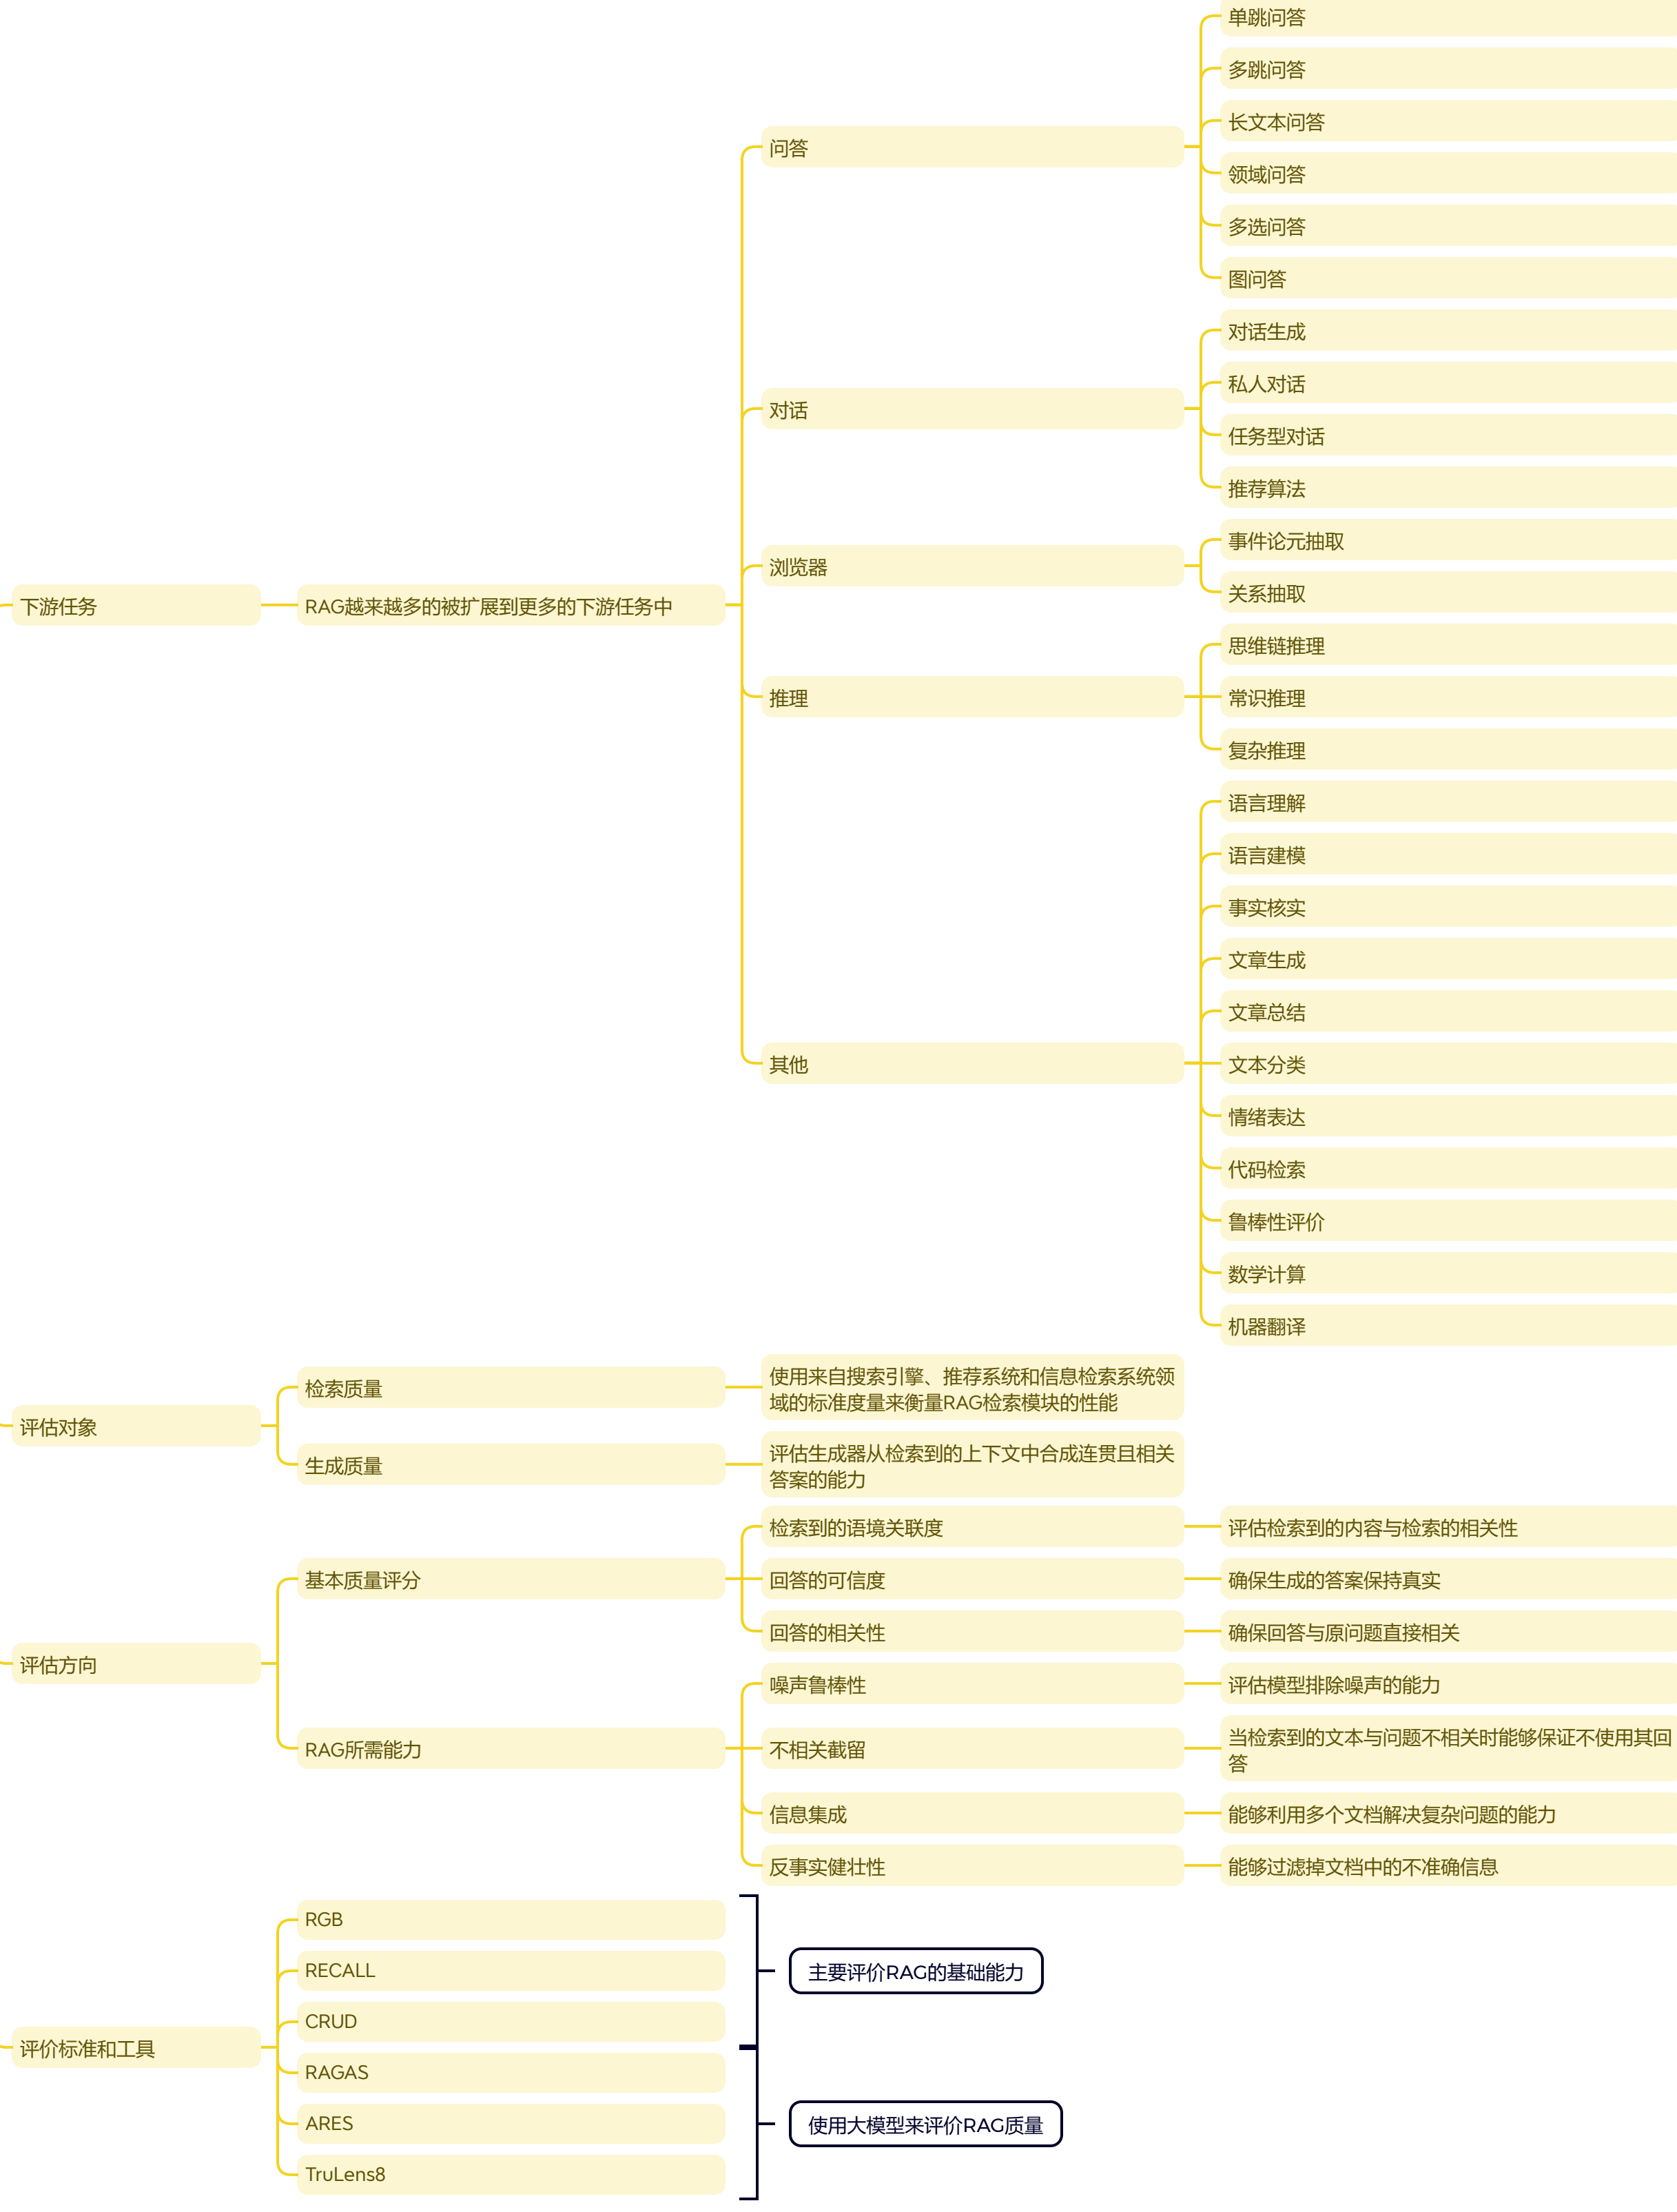 下游任务
RAG越来越多的被扩展到更多的下游任务中
问答
单跳问答
多跳问答
长文本问答
领域问答
多选问答
图问答
对话
对话生成
私人对话
任务型对话
推荐算法
浏览器
事件论元抽取
关系抽取
推理
思维链推理
常识推理
复杂推理
其他
语言理解
语言建模
事实核实
文章生成
文章总结
文本分类
情绪表达
代码检索
鲁棒性评价
数学计算
机器翻译
评估对象
检索质量
使用来自搜索引擎、推荐系统和信息检索系统领
域的标准度量来衡量RAG检索模块的性能
生成质量
评估生成器从检索到的上下文中合成连贯且相关
答案的能力
评估方向
基本质量评分
检索到的语境关联度
评估检索到的内容与检索的相关性
回答的可信度
确保生成的答案保持真实
回答的相关性
确保回答与原问题直接相关
RAG所需能力
噪声鲁棒性
评估模型排除噪声的能力
不相关截留
当检索到的文本与问题不相关时能够保证不使用其回
答
信息集成
能够利用多个文档解决复杂问题的能力
反事实健壮性
能够过滤掉文档中的不准确信息
评价标准和工具
RGB
RECALL
CRUD
主要评价RAG的基础能力
RAGAS
ARES
TruLens8
使用大模型来评价RAG质量